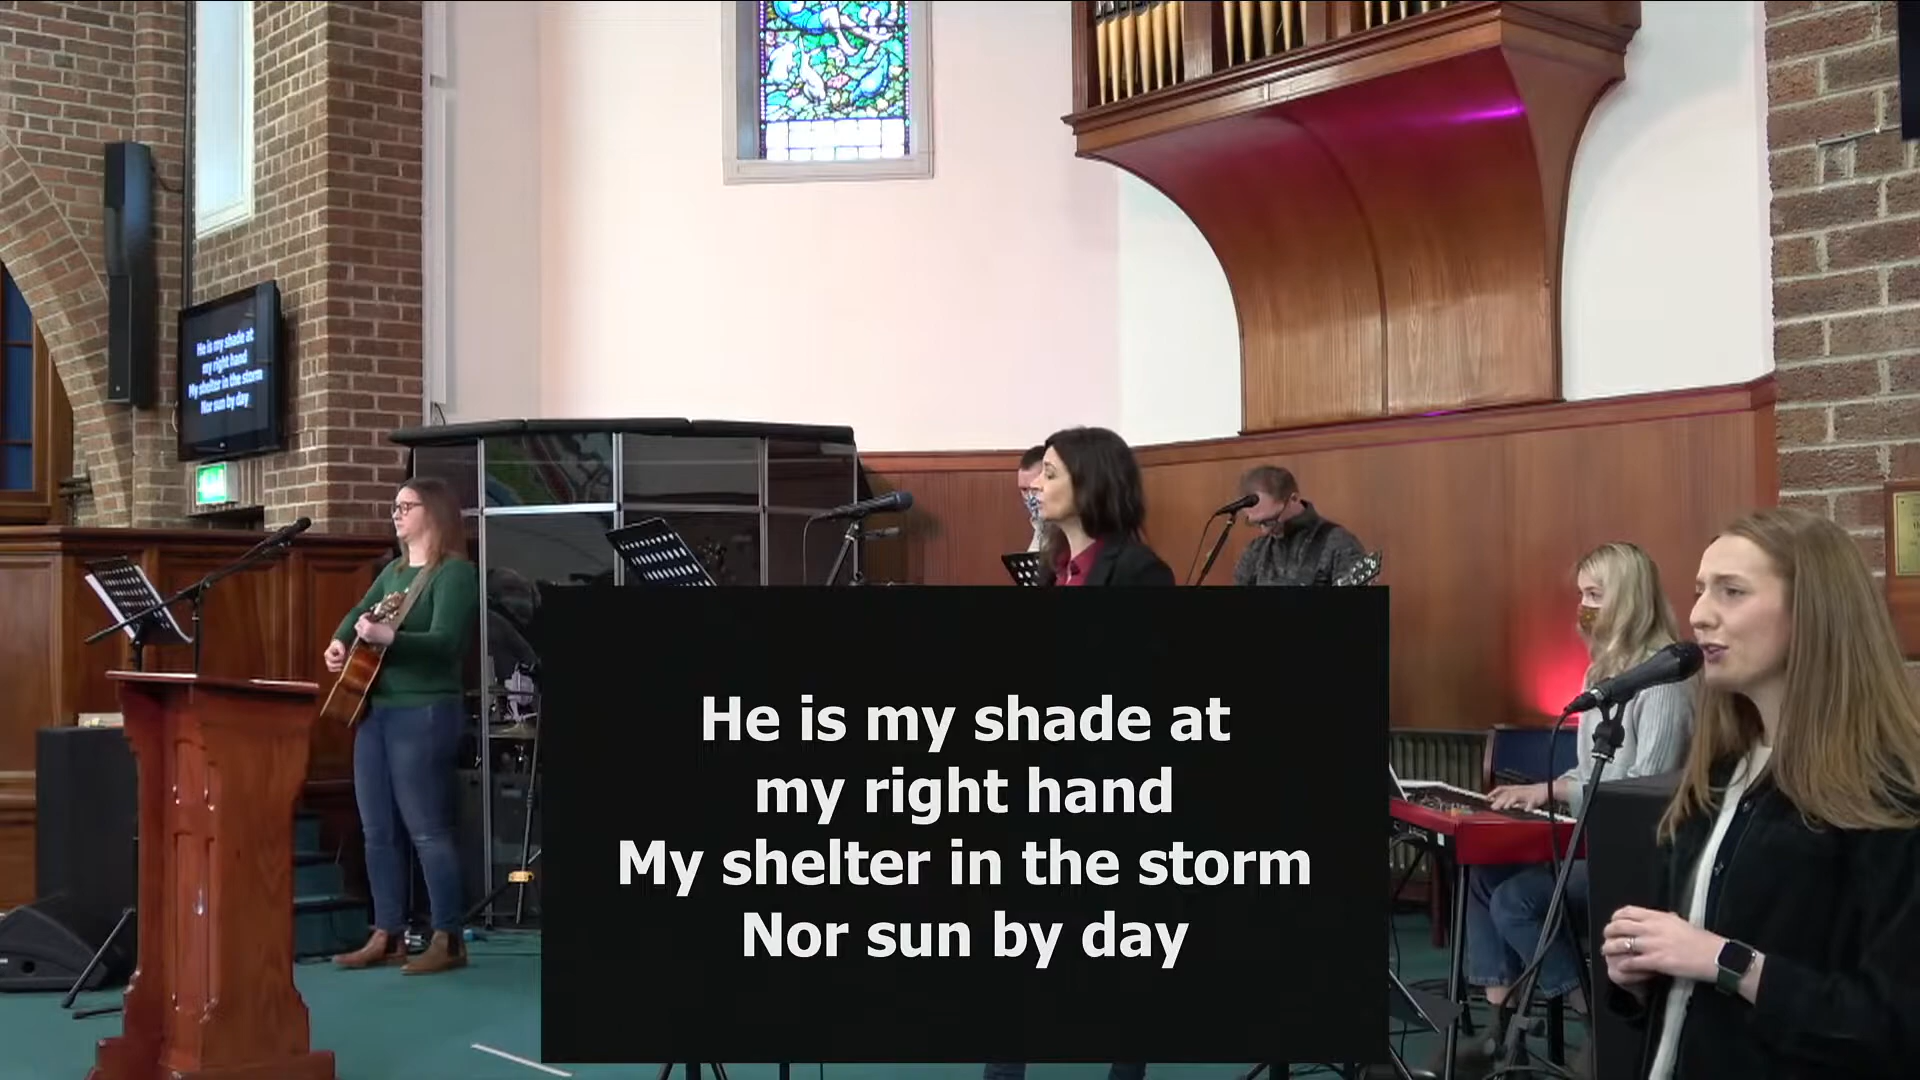 He is my shade at
my right hand
My shelter in the storm
Nor sun by day
He is my shade at
my right hand
My shelter in the storm
Nor sun by day